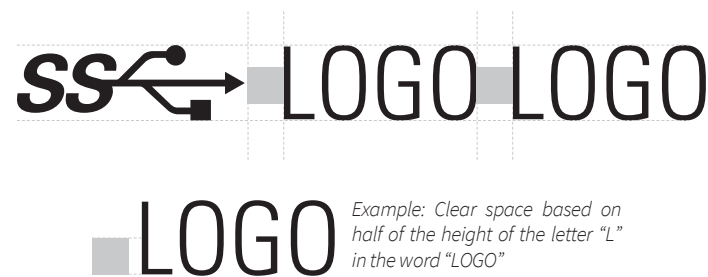 SS LOGO LOGO
LOGO
Example: Clear space based on
half of the height of the letter “L”
in the word “LOGO”